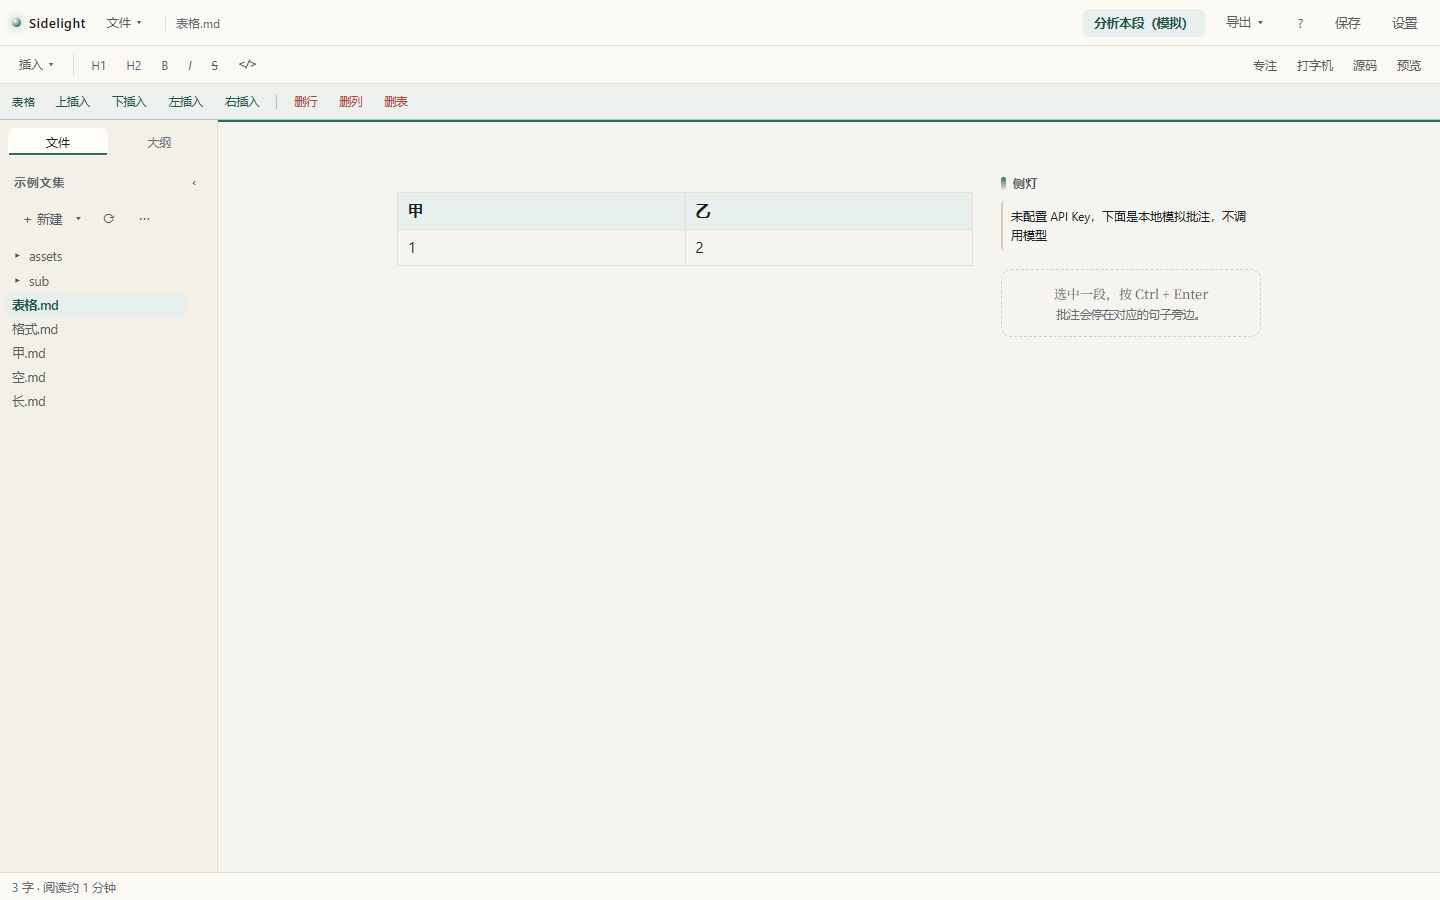 Sidelight 文件 表格.md 分析本段（模拟） 导出 ? 保存 设置
插入 H1 H2 B I S </> 专注 打字机 源码 预览
表格 上插入 下插入 左插入 右插入 删行 删列 删表
文件 大纲
示例文集
+ 新建 ···
assets
sub
表格.md
格式.md
甲.md
空.md
长.md
甲 乙
1 2
侧灯
未配置 API Key，下面是本地模拟批注，不调
用模型
选中一段，按 Ctrl + Enter
批注会停在对应的句子旁边。
3 字 · 阅读约 1 分钟